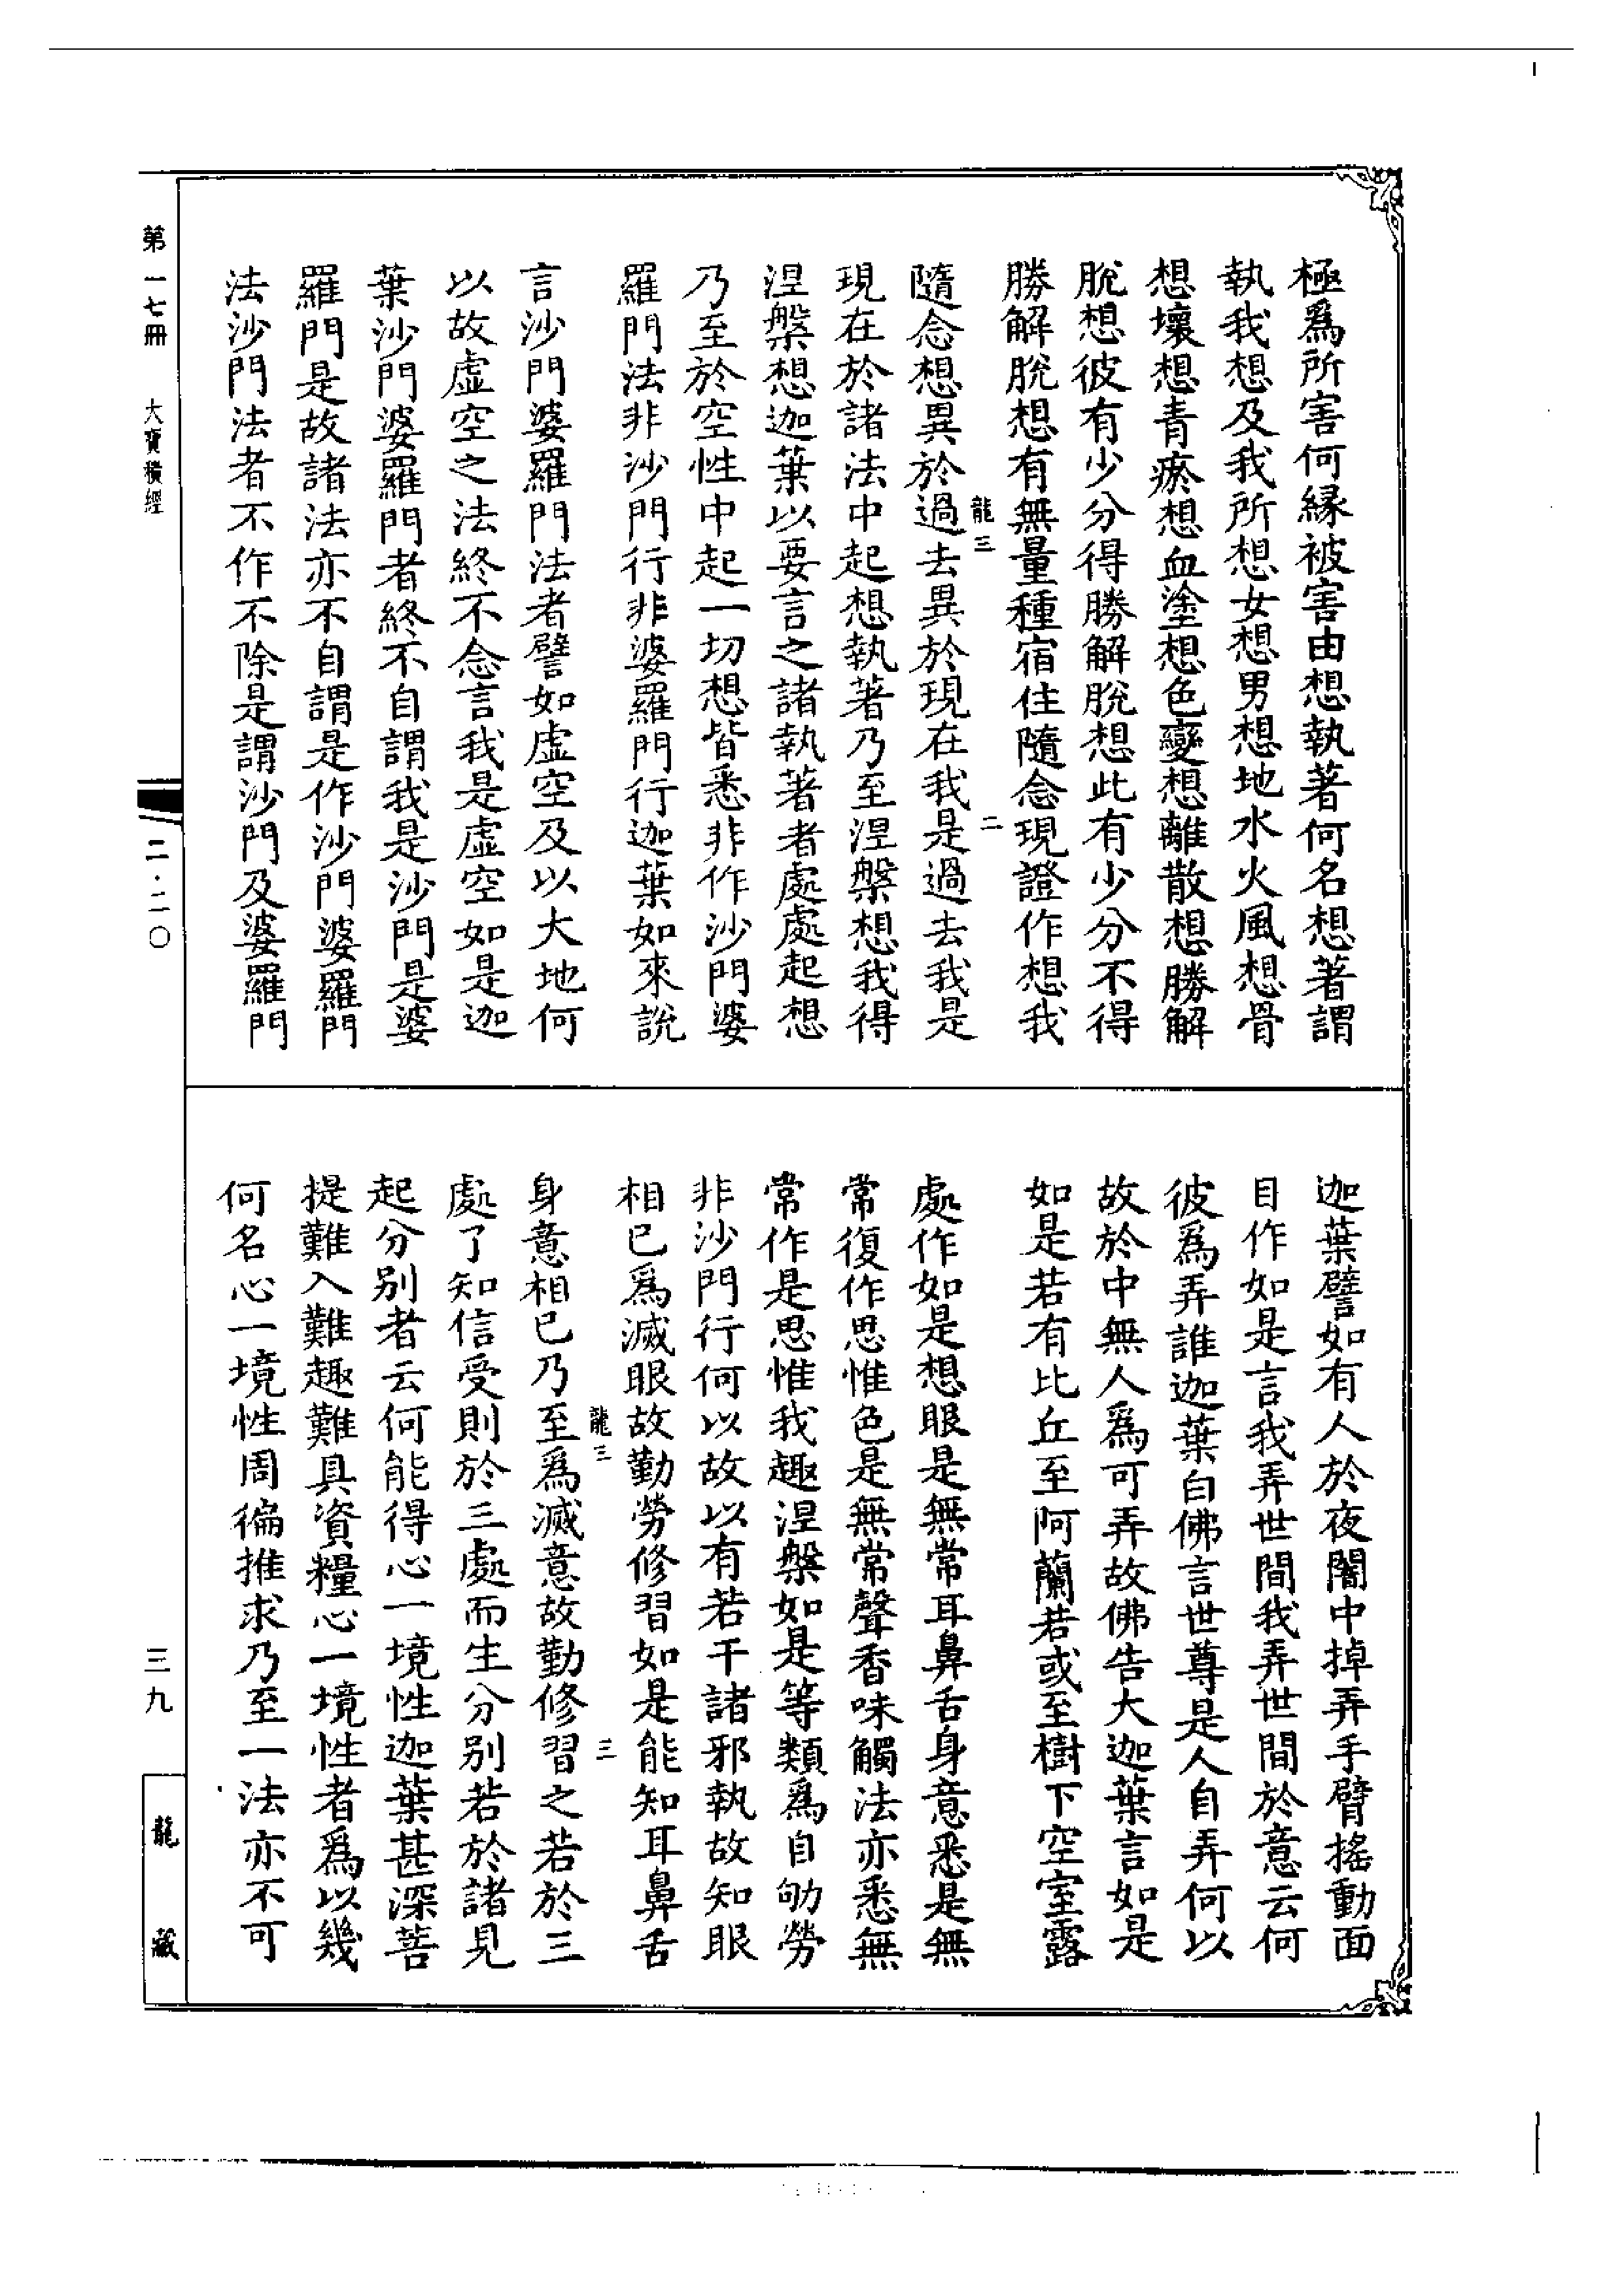 極爲所害何緣被害由想執著何名想著謂
執我想及我所想女想男想地水火風想骨
想壞想青瘀想血塗想色變想離散想勝解
脫想彼有少分得勝解脫想此有少分不得
勝解脫想有無量種宿住隨念現證作想我
龍三
二
隨念想異於過去異於現在我是過去我是
現在於諸法中起想執著乃至涅槃想我得
涅槃想迦葉以要言之諸執著者處處起想
乃至於空性中起一切想皆悉非作沙門婆
羅門法非沙門行非婆羅門行迦葉如來說
言沙門婆羅門法者譬如虛空及以大地何
以故虛空之法終不念言我是虛空如是迦
葉沙門婆羅門者終不自謂我是沙門是婆
羅門是故諸法亦不自謂是作沙門婆羅門
法沙門法者不作不除是謂沙門及婆羅門
迦葉譬如有人於夜闇中掉弄手臂搖動面
目作如是言我弄世間我弄世間於意云何
彼爲弄誰迦葉白佛言世尊是人自弄何以
故於中無人爲可弄故佛告大迦葉言如是
如是若有比丘至阿蘭若或至樹下空室露
處作如是想眼是無常耳鼻舌身意悉是無
常復作思惟色是無常聲香味觸法亦悉無
常作是思惟我趣涅槃如是等類爲自劬勞
非沙門行何以故以有若干諸邪執故知眼
相已爲滅眼故勤勞修習如是能知耳鼻舌
龍三
三
身意相已乃至爲滅意故勤修習之若於三
處了知信受則於三處而生分別若於諸見
起分別者云何能得心一境性迦葉甚深菩
提難入難趣難具資糧心一境性者爲以幾
何名心一境性周徧推求乃至一法亦不可
第一七冊 大寶積經
二·二〇
三九
龍藏